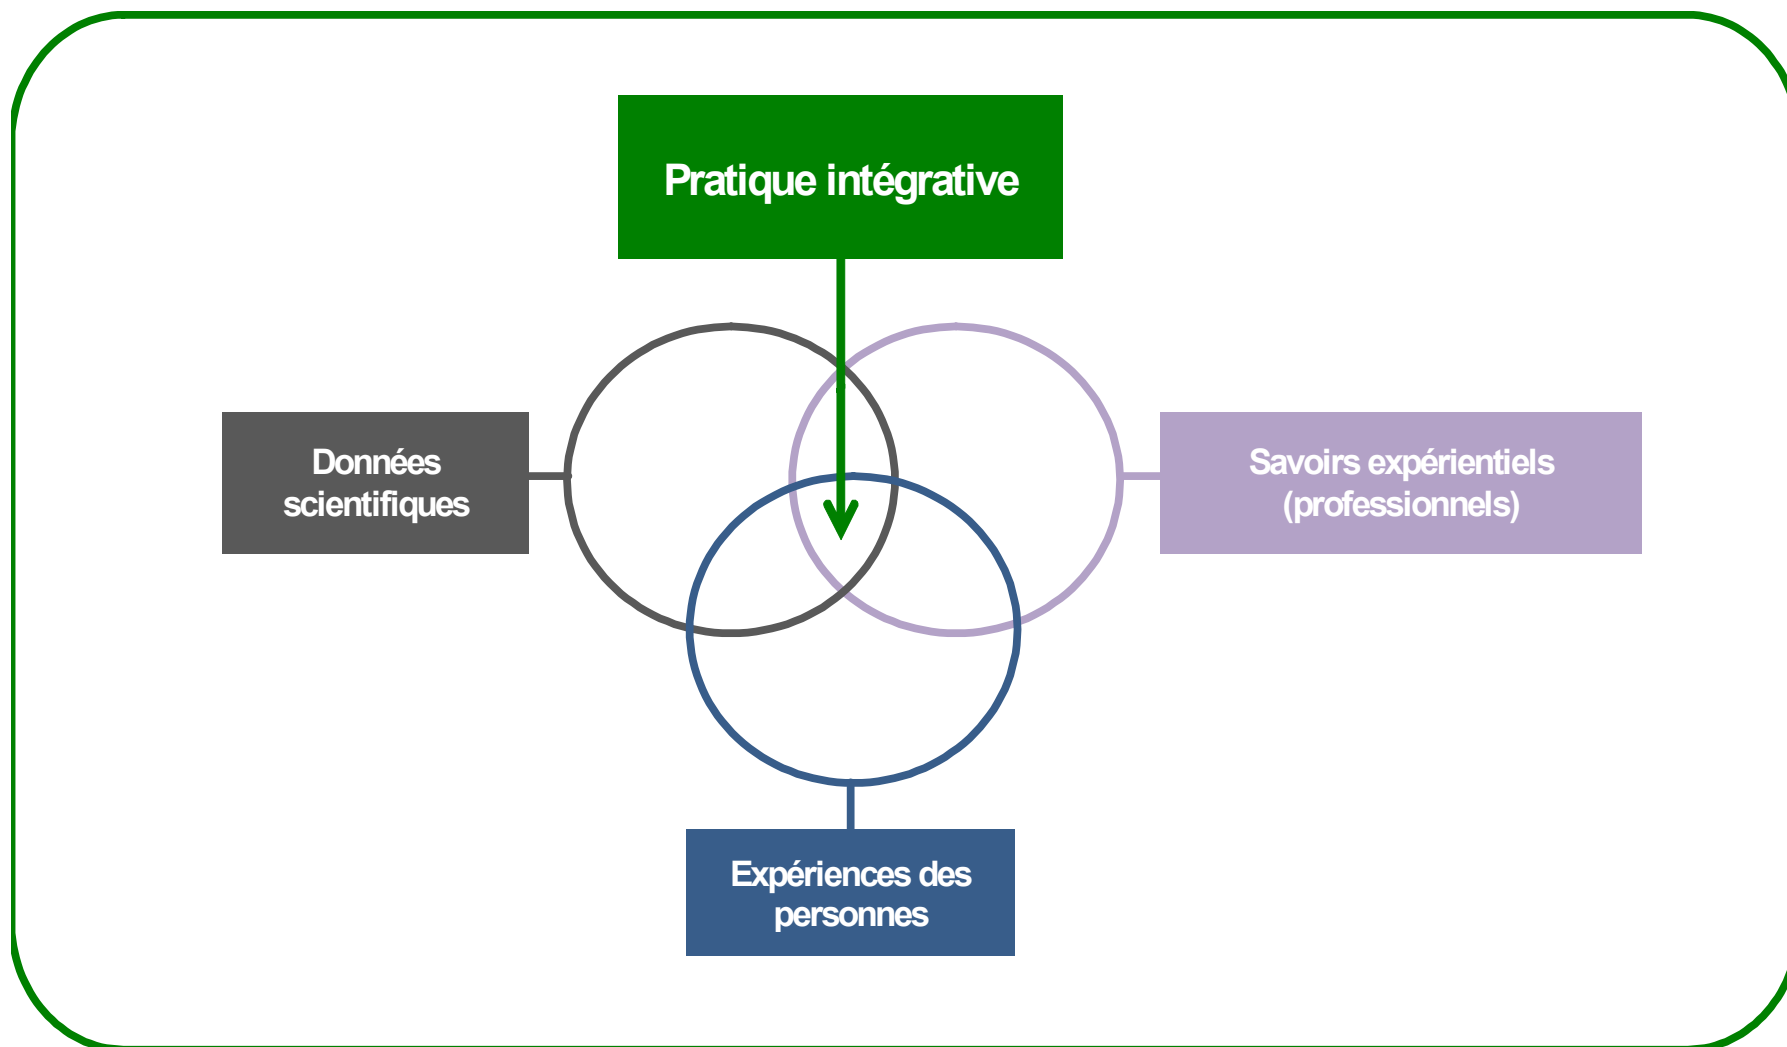 Pratique intégrative
Données
scientifiques
Savoirs expérientiels
(professionnels)
Expériences des
personnes